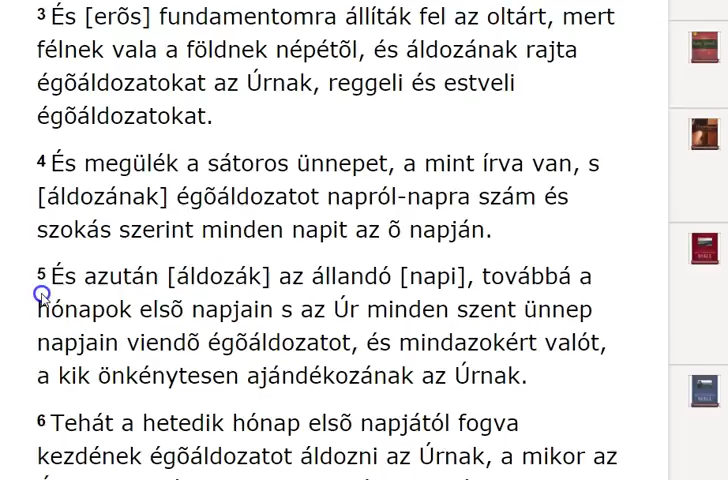 3 És [erõs] fundamentomra állíták fel az oltárt, mert
félnek vala a földnek népétõl, és áldozának rajta
égõáldozatokat az Úrnak, reggeli és estveli
égõáldozatokat.
4 És megülék a sátoros ünnepet, a mint írva van, s
[áldozának] égõáldozatot napról-napra szám és
szokás szerint minden napit az õ napján.
5 És azután [áldozák] az állandó [napi], továbbá a
hónapok elsõ napjain s az Úr minden szent ünnep
napjain viendõ égõáldozatot, és mindazokért valót,
a kik önkénytesen ajándékozának az Úrnak.
6 Tehát a hetedik hónap elsõ napjától fogva
kezdének égõáldozatot áldozni az Úrnak, a mikor az